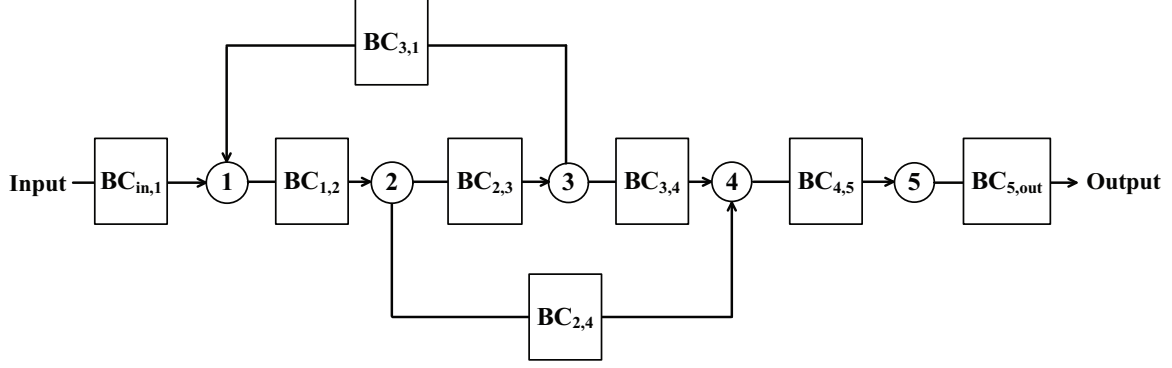 BC3,1
Input BCin,1 1 BC1,2 2 BC2,3 3 BC3,4 4 BC4,5 5 BC5,out Output
BC2,4